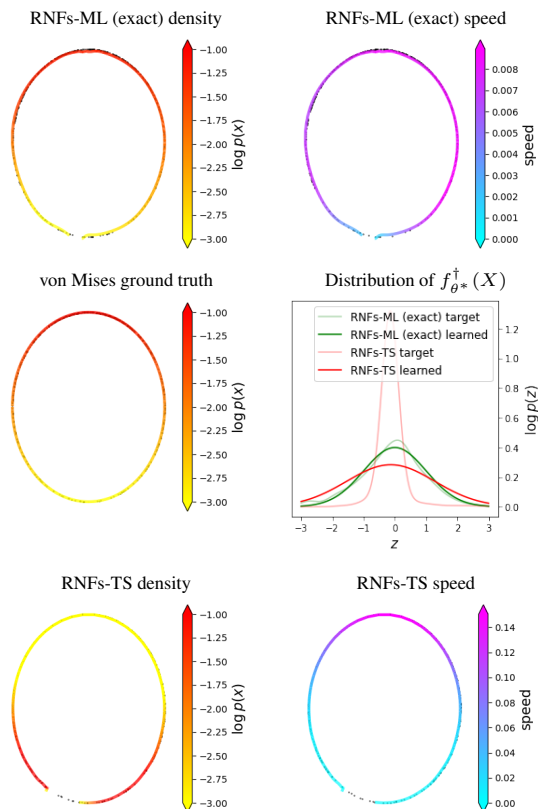 RNFs-ML (exact) density
RNFs-ML (exact) speed
−1.00
−1.25
−1.50
−1.75
−2.00
−2.25
−2.50
−2.75
−3.00
log p(x)
0.008
0.007
0.006
0.005
0.004
0.003
0.002
0.001
0.000
speed
von Mises ground truth
Distribution of f†θ*(X)
−1.00
−1.25
−1.50
−1.75
−2.00
−2.25
−2.50
−2.75
−3.00
log p(x)
RNFs-ML (exact) target
RNFs-ML (exact) learned
RNFs-TS target
RNFs-TS learned
1.2
1.0
0.8
0.6
0.4
0.2
0.0
log p(z)
−3 −2 −1 0 1 2 3
z
RNFs-TS density
RNFs-TS speed
−1.00
−1.25
−1.50
−1.75
−2.00
−2.25
−2.50
−2.75
−3.00
log p(x)
0.14
0.12
0.10
0.08
0.06
0.04
0.02
0.00
speed